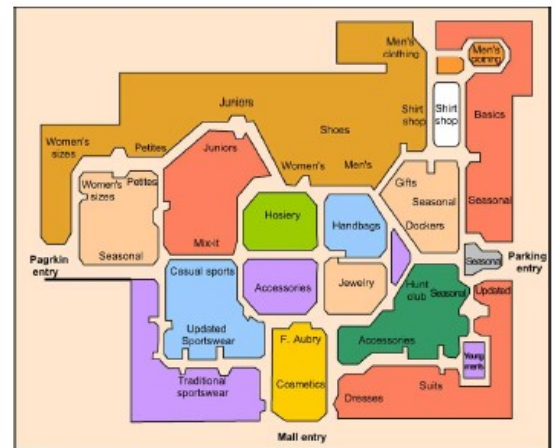 Men's
clothing
Men's
clothing
Juniors
Shirt
shop
Shirt
shop
Basics
Women's
sizes
Petites
Juniors
Shoes
Women's
Men's
Women's
sizes
Petites
Gifts
Seasonal
Dockers
Seasonal
Hosiery
Handbags
Mix-it
Seasonal
Pagrkin
entry
Seasonal
Parking
entry
Casual sports
Accessories
Jewelry
Hunt
club
Seasonal
Updated
Updated
Sportswear
F. Aubry
Accessories
Young
mens
Traditional
sportswear
Cosmetics
Suits
Dresses
Mall entry